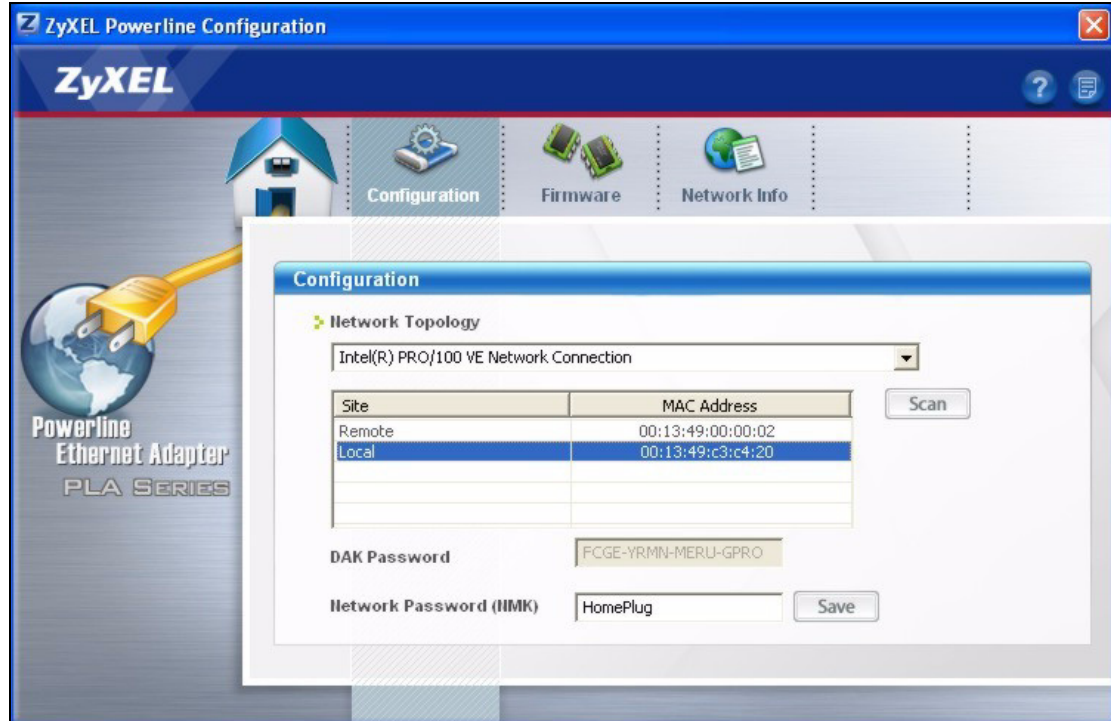 ZyXEL Powerline Configuration
ZyXEL
Configuration
Firmware
Network Info
Powerline
Ethernet Adapter
PLA SERIES
Configuration
Network Topology
Intel(R) PRO/100 VE Network Connection
Site MAC Address
Remote 00:13:49:00:00:02
Local 00:13:49:c3:c4:20
Scan
DAK Password FCGE-YRMN-MERU-GPRO
Network Password (NMK) HomePlug Save